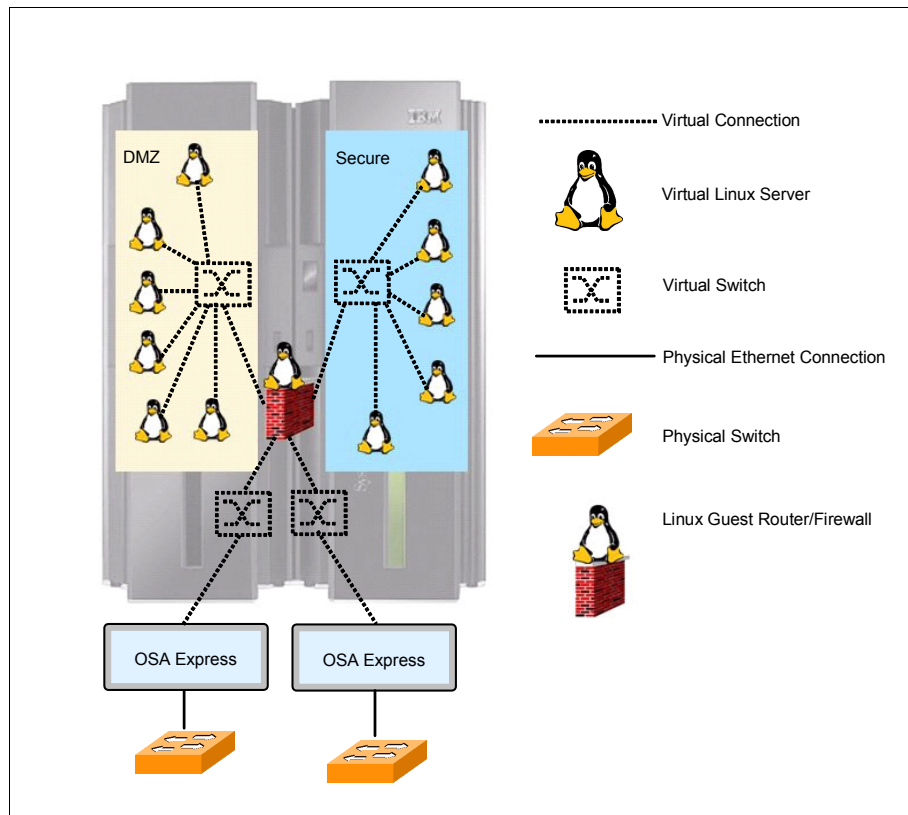 IBM
DMZ
Secure
Virtual Connection
Virtual Linux Server
Virtual Switch
Physical Ethernet Connection
Physical Switch
Linux Guest Router/Firewall
OSA Express
OSA Express